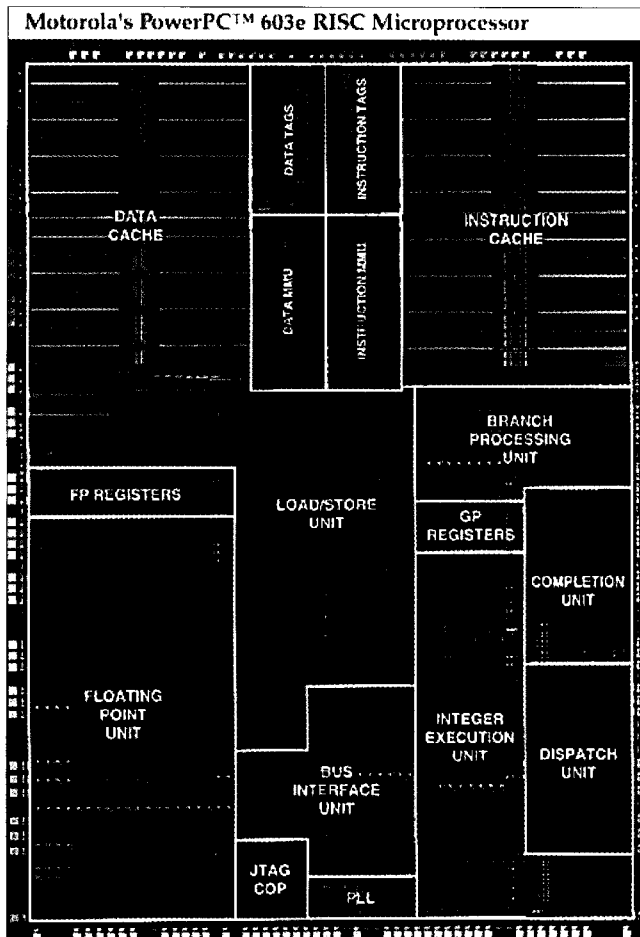 Motorola's PowerPC™ 603e RISC Microprocessor
DATA TAGS
INSTRUCTION TAGS
DATA
CACHE
INSTRUCTION
CACHE
DATA MMU
INSTRUCTION MMU
BRANCH
PROCESSING
UNIT
FP REGISTERS
LOAD/STORE
UNIT
GP
REGISTERS
COMPLETION
UNIT
FLOATING
POINT
UNIT
INTEGER
EXECUTION
UNIT
DISPATCH
UNIT
BUS
INTERFACE
UNIT
JTAG
COP
PLL